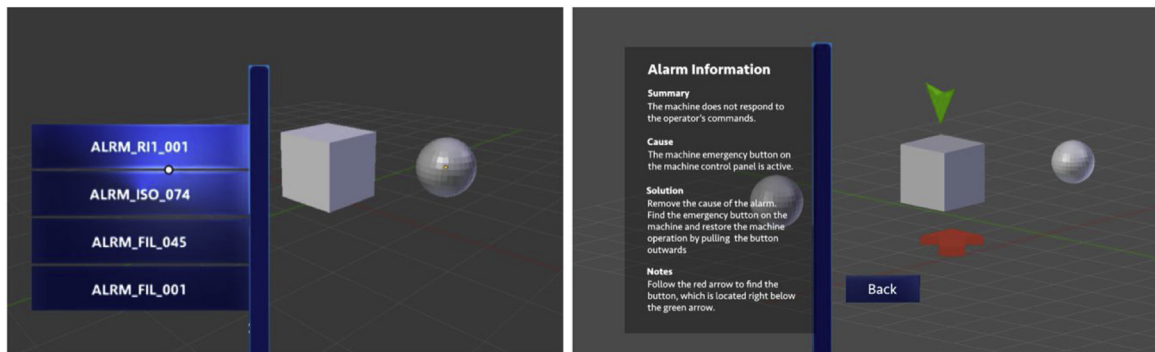 ALRM_RI1_001
ALRM_ISO_074
ALRM_FIL_045
ALRM_FIL_001
Alarm Information
Summary
The machine does not respond to
the operator's commands.
Cause
The machine emergency button on
the machine control panel is active.
Solution
Remove the cause of the alarm.
Find the emergency button on the
machine and restore the machine
operation by pulling the button
outwards
Notes
Follow the red arrow to find the
button, which is located right below
the green arrow.
Back